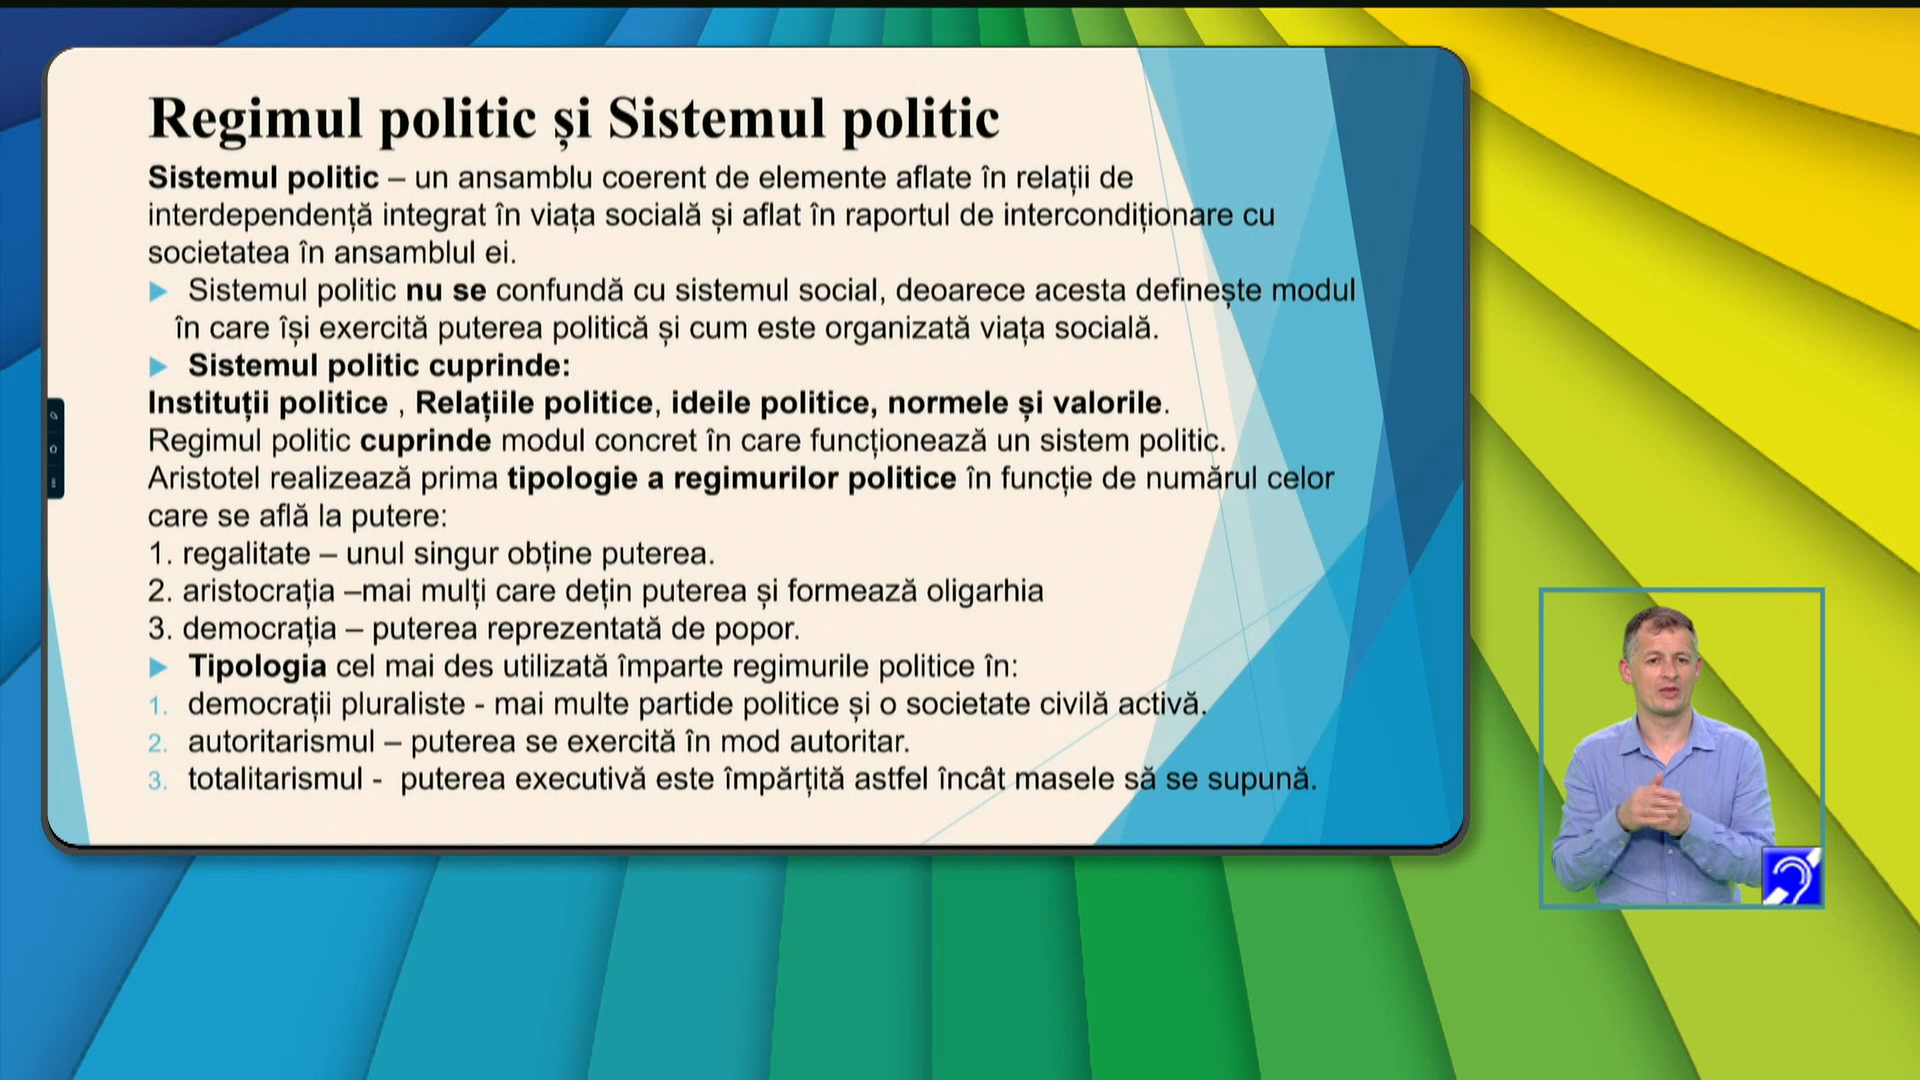 Regimul politic și Sistemul politic
Sistemul politic – un ansamblu coerent de elemente aflate în relații de
interdependență integrat în viața socială și aflat în raportul de intercondiționare cu
societatea în ansamblul ei.
Sistemul politic nu se confundă cu sistemul social, deoarece acesta definește modul
în care își exercită puterea politică și cum este organizată viața socială.
Sistemul politic cuprinde:
Instituții politice , Relațiile politice, ideile politice, normele și valorile.
Regimul politic cuprinde modul concret în care funcționează un sistem politic.
Aristotel realizează prima tipologie a regimurilor politice în funcție de numărul celor
care se află la putere:
1. regalitate – unul singur obține puterea.
2. aristocrația –mai mulți care dețin puterea și formează oligarhia
3. democrația – puterea reprezentată de popor.
Tipologia cel mai des utilizată împarte regimurile politice în:
1. democrații pluraliste - mai multe partide politice și o societate civilă activă.
2. autoritarismul – puterea se exercită în mod autoritar.
3. totalitarismul -  puterea executivă este împărțită astfel încât masele să se supună.